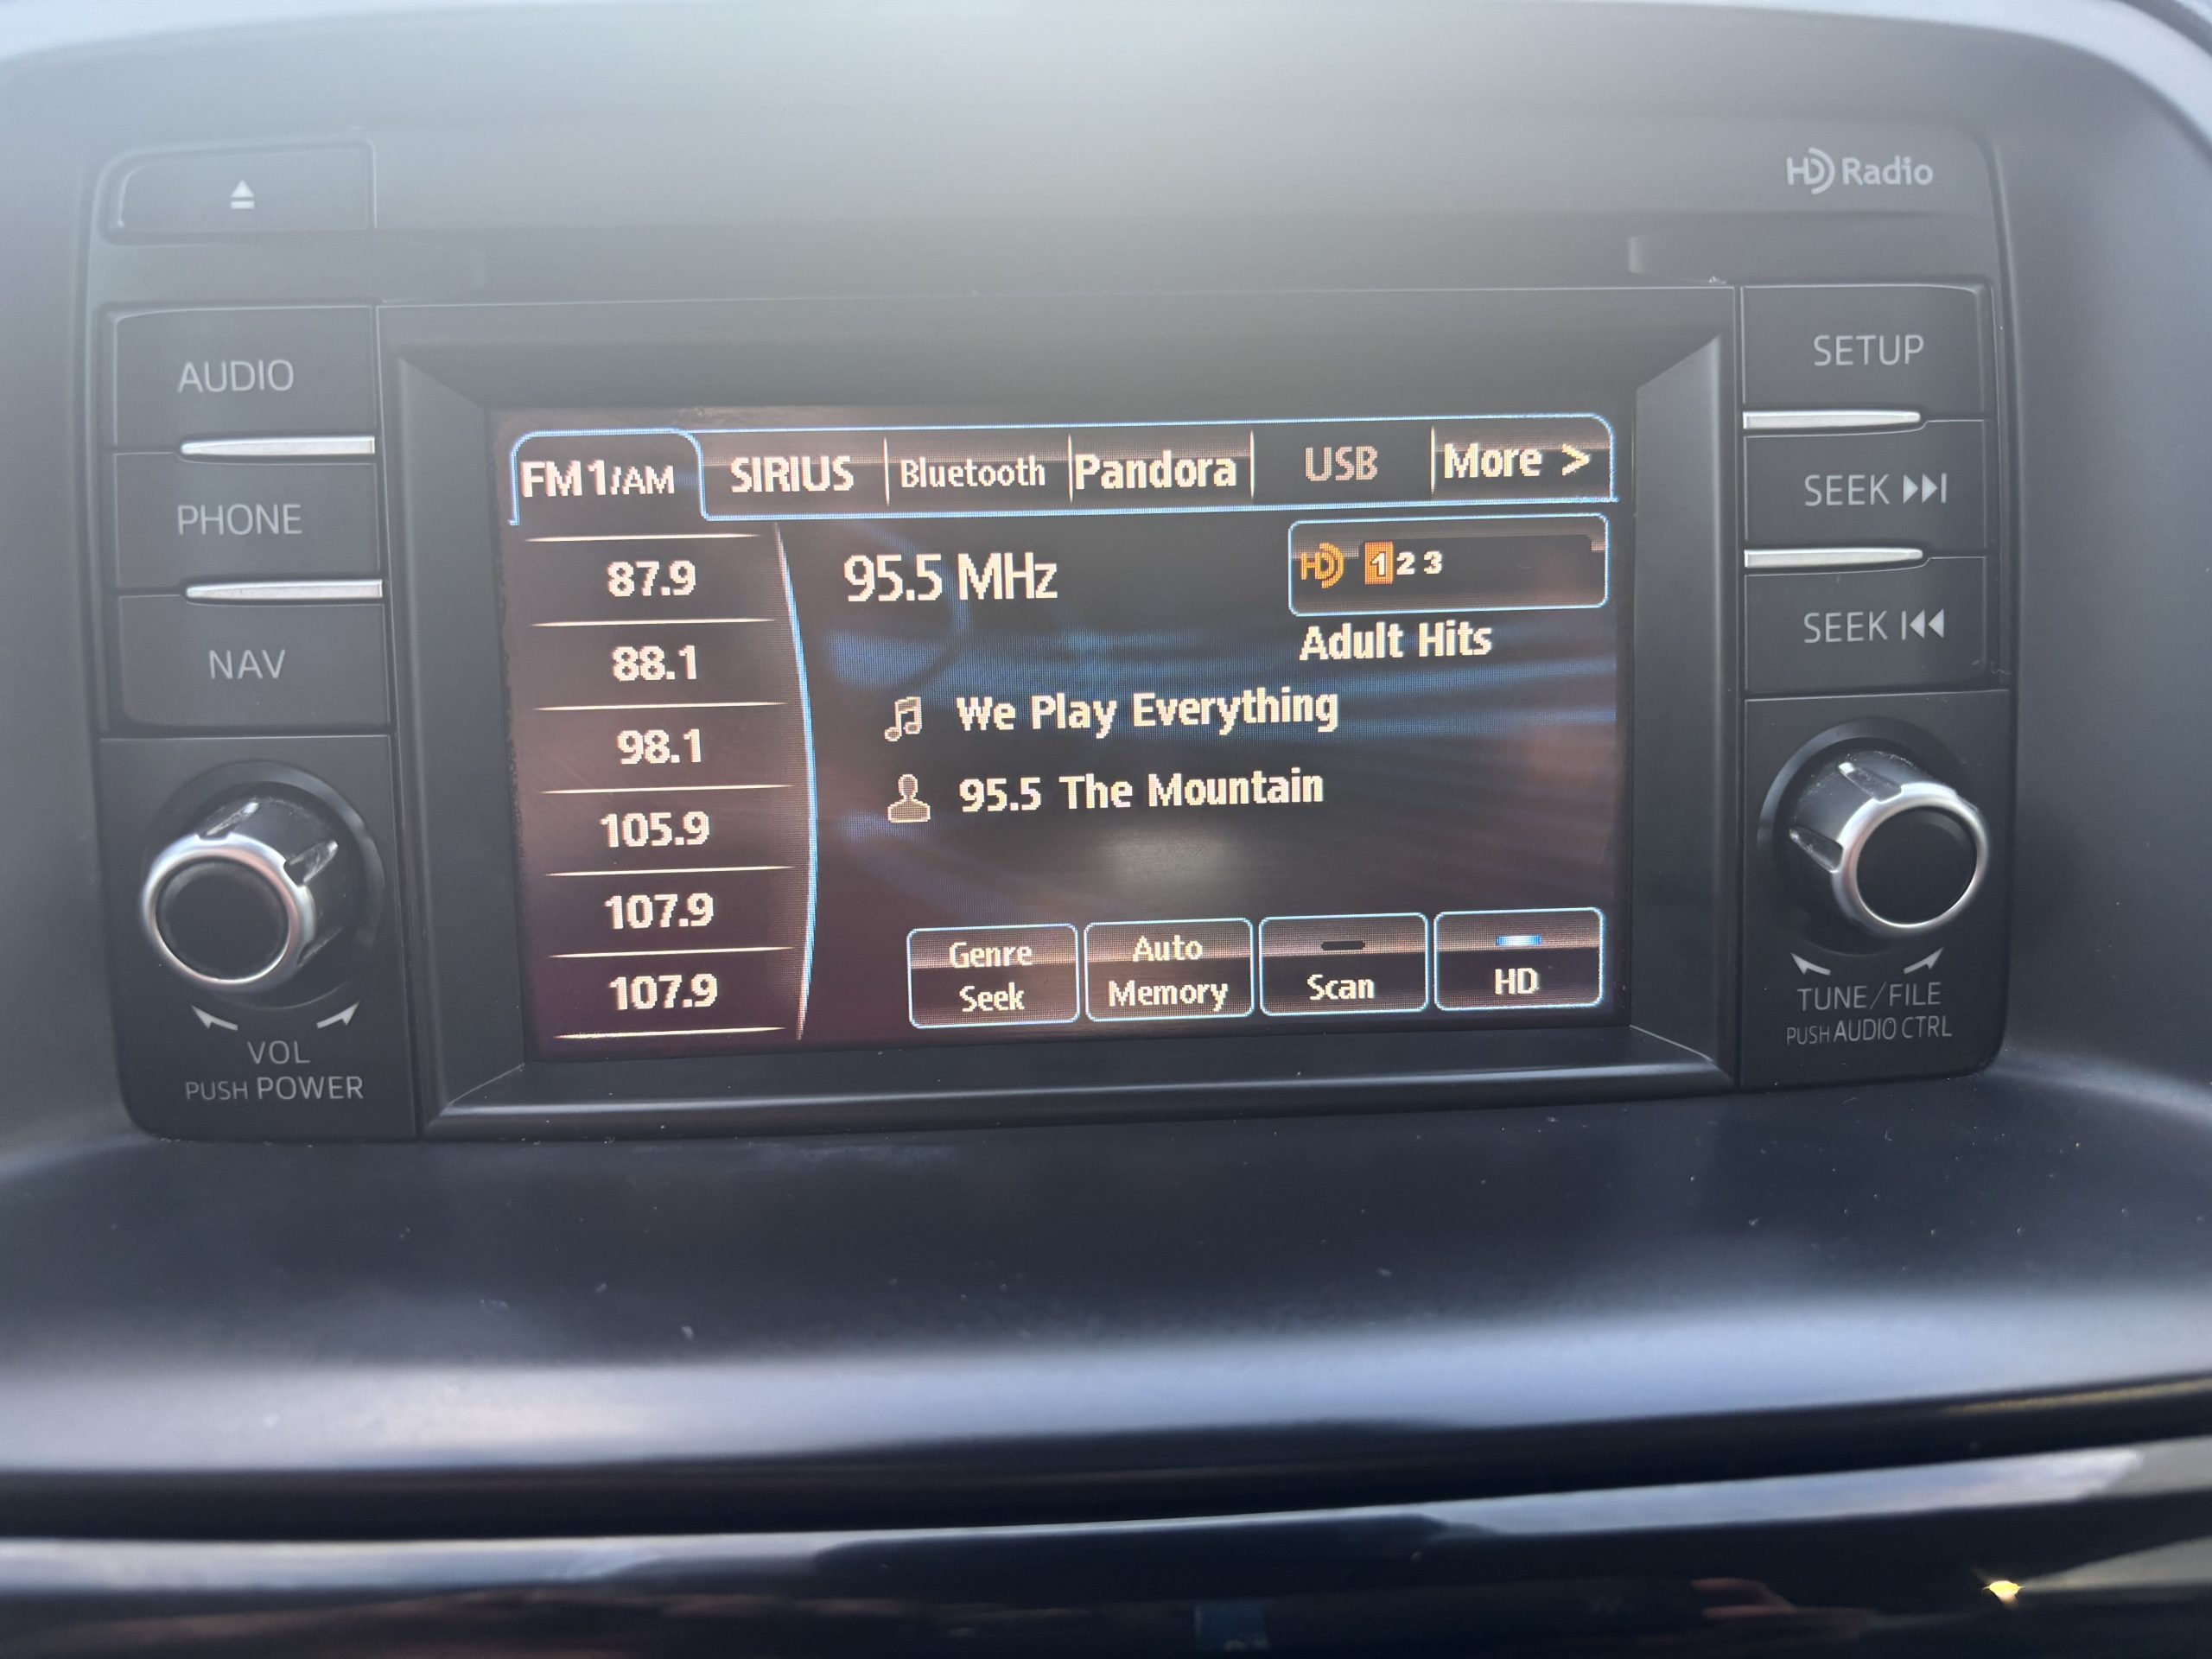 HD Radio
AUDIO
PHONE
NAV
VOL
PUSH POWER
FM1/AM SIRIUS Bluetooth Pandora USB More >
87.9
88.1
98.1
105.9
107.9
107.9
95.5 MHz
HD 1 2 3
Adult Hits
We Play Everything
95.5 The Mountain
Genre Seek
Auto Memory
Scan
HD
SETUP
SEEK
SEEK
TUNE/FILE
PUSH AUDIO CTRL